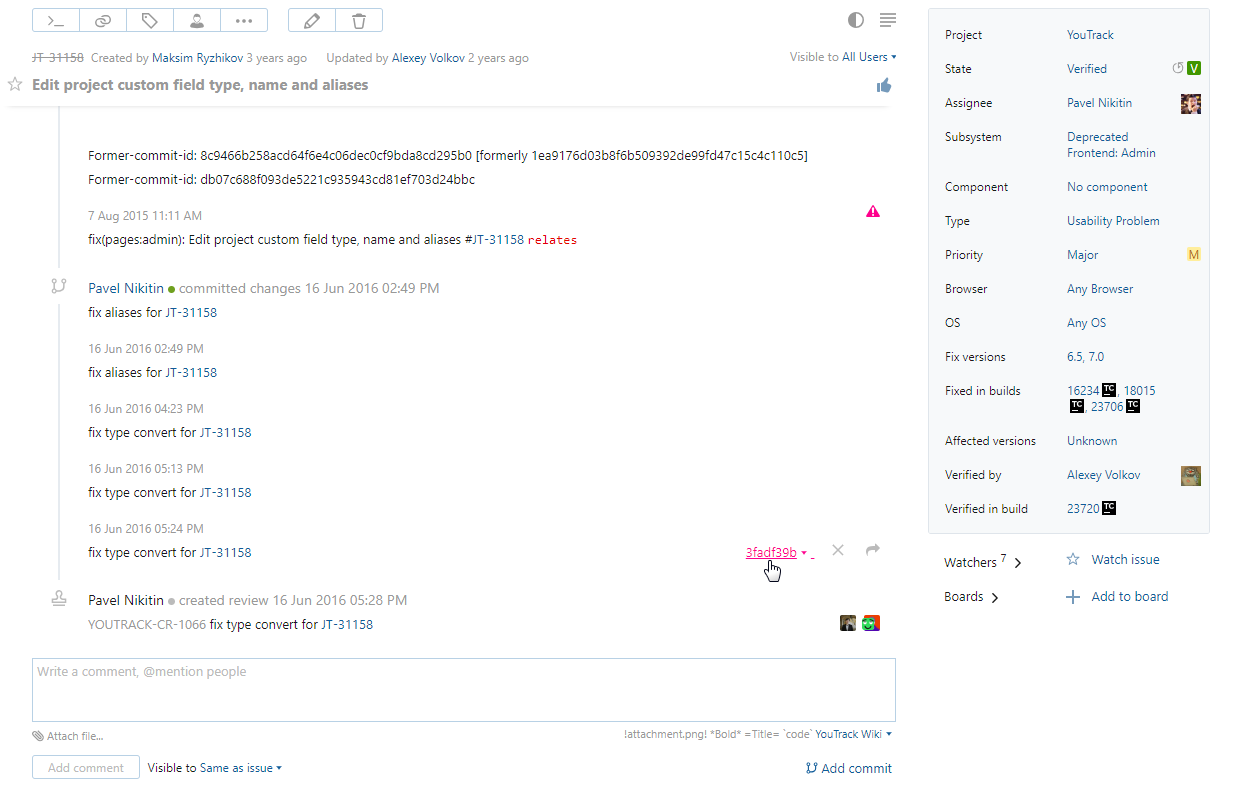 >_
JT-31158 Created by Maksim Ryzhikov 3 years ago Updated by Alexey Volkov 2 years ago Visible to All Users
Edit project custom field type, name and aliases
Former-commit-id: 8c9466b258acd64f6e4c06dec0cf9bda8cd295b0 [formerly 1ea9176d03b8f6b509392de99fd47c15c4c110c5]
Former-commit-id: db07c688f093de5221c935943cd81ef703d24bbc
7 Aug 2015 11:11 AM
fix(pages:admin): Edit project custom field type, name and aliases #JT-31158 relates
Pavel Nikitin committed changes 16 Jun 2016 02:49 PM
fix aliases for JT-31158
16 Jun 2016 02:49 PM
fix aliases for JT-31158
16 Jun 2016 04:23 PM
fix type convert for JT-31158
16 Jun 2016 05:13 PM
fix type convert for JT-31158
16 Jun 2016 05:24 PM
fix type convert for JT-31158 3fadf39b
Pavel Nikitin created review 16 Jun 2016 05:28 PM
YOUTRACK-CR-1066 fix type convert for JT-31158
Write a comment, @mention people
Attach file... !attachment.png! *Bold* =Title= `code` YouTrack Wiki
Add comment Visible to Same as issue Add commit
Project YouTrack
State Verified V
Assignee Pavel Nikitin
Subsystem Deprecated
Frontend: Admin
Component No component
Type Usability Problem
Priority Major M
Browser Any Browser
OS Any OS
Fix versions 6.5, 7.0
Fixed in builds 16234 TC, 18015
TC, 23706 TC
Affected versions Unknown
Verified by Alexey Volkov
Verified in build 23720 TC
Watchers 7 Watch issue
Boards Add to board